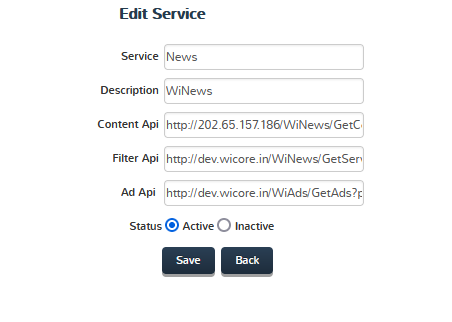 Edit Service
Service News
Description WiNews
Content Api http://202.65.157.186/WiNews/GetC
Filter Api http://dev.wicore.in/WiNews/GetServ
Ad Api http://dev.wicore.in/WiAds/GetAds?p
Status Active Inactive
Save Back